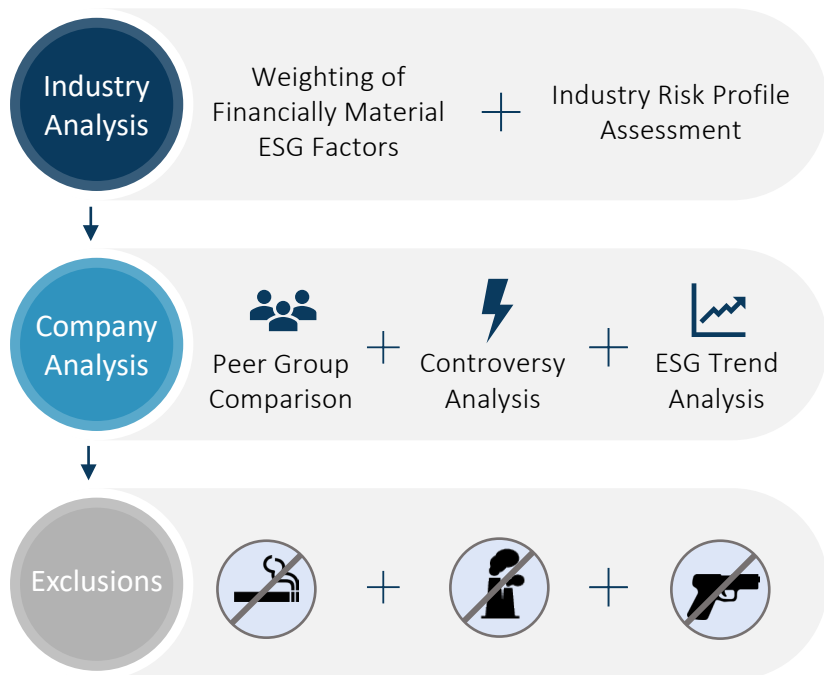 Industry
Analysis
Weighting of
Financially Material
ESG Factors
Industry Risk Profile
Assessment
Company
Analysis
Peer Group
Comparison
Controversy
Analysis
ESG Trend
Analysis
Exclusions